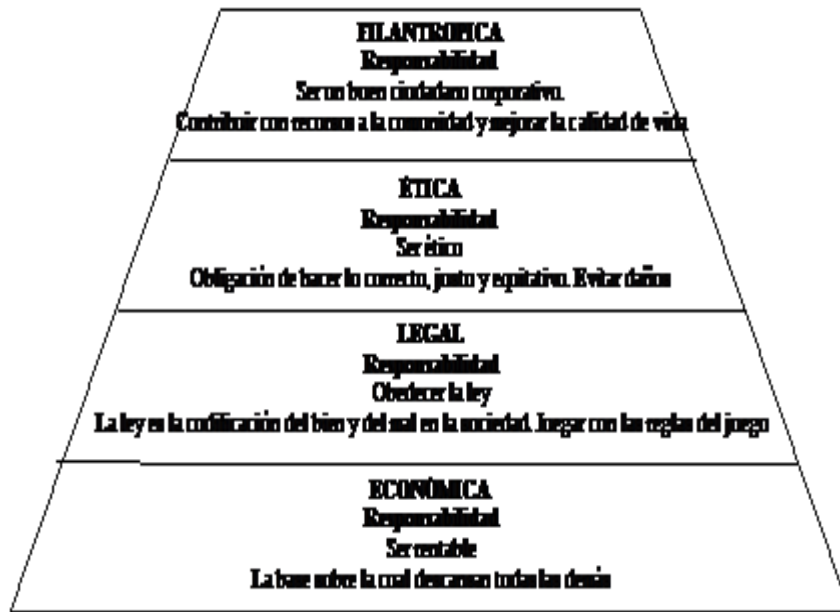 FILANTROPICA
Responsabilidad
Ser un buen ciudadano corporativo.
Contribuir con recursos a la comunidad y mejorar la calidad de vida
ÉTICA
Responsabilidad
Ser ético
Obligación de hacer lo correcto, justo y equitativo. Evitar daños
LEGAL
Responsabilidad
Obedecer la ley
La ley es la codificación del bien y del mal en la sociedad. Jugar con las reglas del juego
ECONÓMICA
Responsabilidad
Ser rentable
La base sobre la cual descansan todas las demás